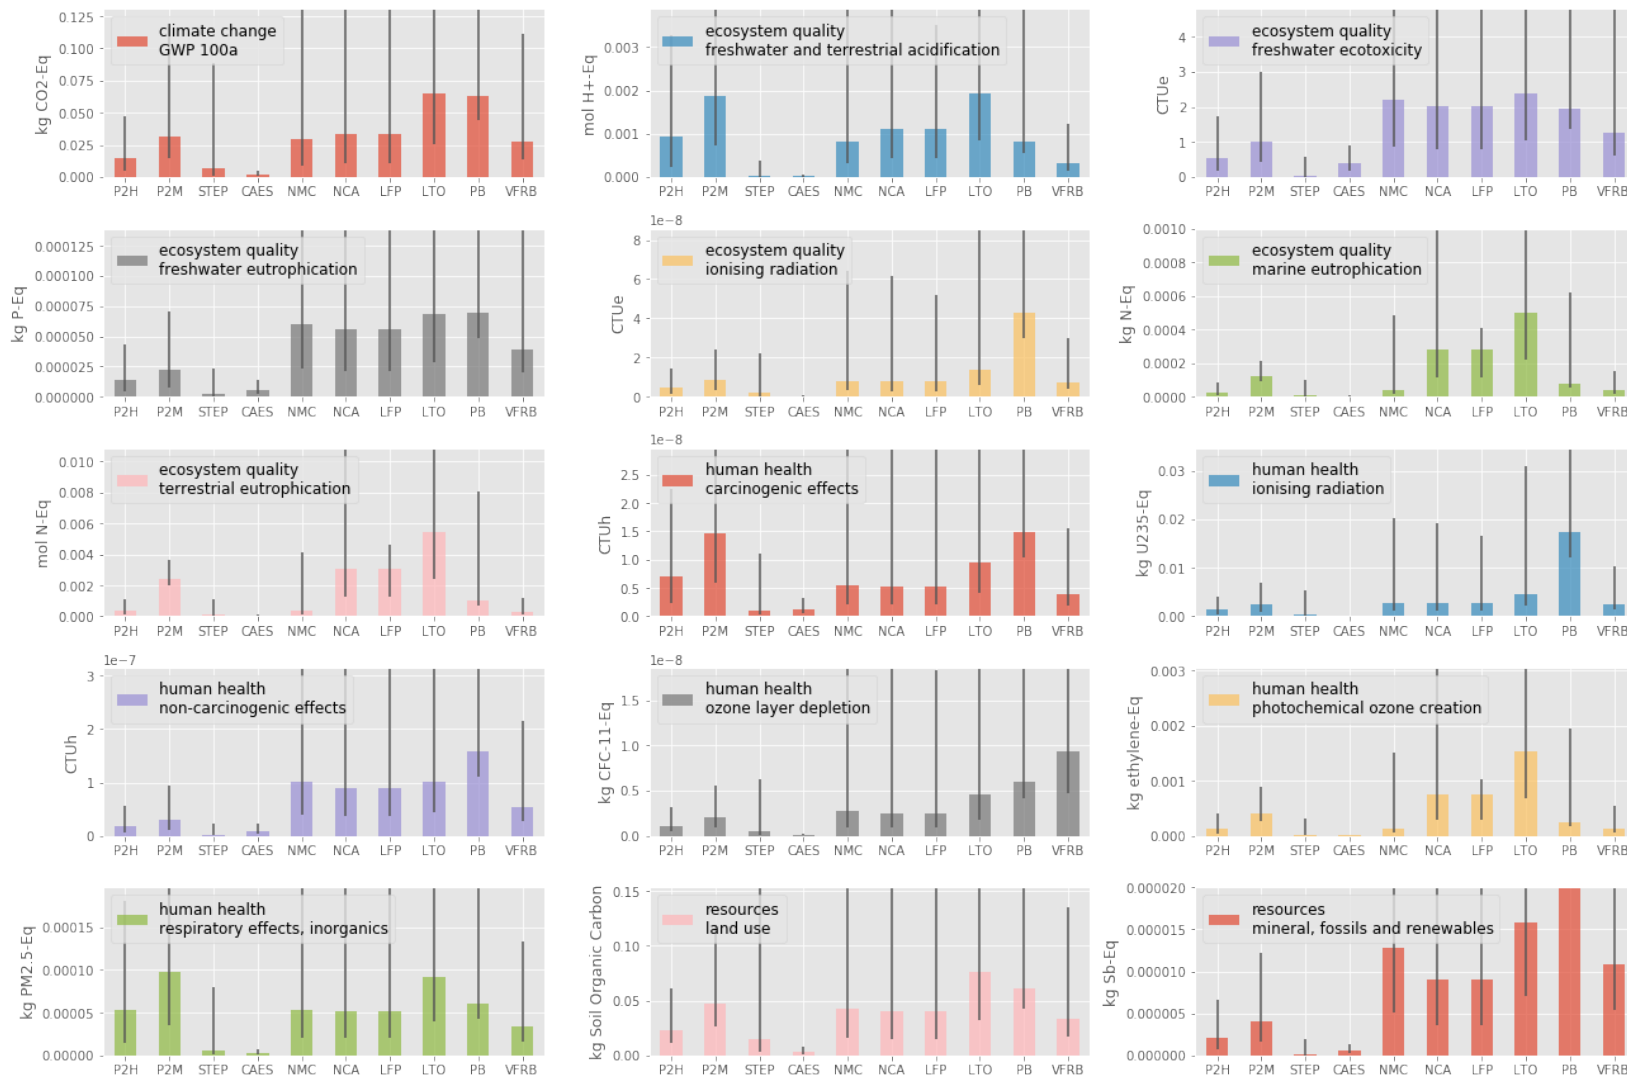 climate change
GWP 100a
kg CO2-Eq
0.125
0.100
0.075
0.050
0.025
0.000
P2H P2M STEP CAES NMC NCA LFP LTO PB VFRB
ecosystem quality
freshwater and terrestrial acidification
mol H+-Eq
0.003
0.002
0.001
0.000
P2H P2M STEP CAES NMC NCA LFP LTO PB VFRB
ecosystem quality
freshwater ecotoxicity
CTUe
4
3
2
1
0
P2H P2M STEP CAES NMC NCA LFP LTO PB VFRB
ecosystem quality
freshwater eutrophication
kg P-Eq
0.000125
0.000100
0.000075
0.000050
0.000025
0.000000
P2H P2M STEP CAES NMC NCA LFP LTO PB VFRB
1e−8
ecosystem quality
ionising radiation
CTUe
8
6
4
2
0
P2H P2M STEP CAES NMC NCA LFP LTO PB VFRB
ecosystem quality
marine eutrophication
kg N-Eq
0.0010
0.0008
0.0006
0.0004
0.0002
0.0000
P2H P2M STEP CAES NMC NCA LFP LTO PB VFRB
ecosystem quality
terrestrial eutrophication
mol N-Eq
0.010
0.008
0.006
0.004
0.002
0.000
P2H P2M STEP CAES NMC NCA LFP LTO PB VFRB
1e−8
human health
carcinogenic effects
CTUh
2.5
2.0
1.5
1.0
0.5
0.0
P2H P2M STEP CAES NMC NCA LFP LTO PB VFRB
human health
ionising radiation
kg U235-Eq
0.03
0.02
0.01
0.00
P2H P2M STEP CAES NMC NCA LFP LTO PB VFRB
1e−7
human health
non-carcinogenic effects
CTUh
3
2
1
0
P2H P2M STEP CAES NMC NCA LFP LTO PB VFRB
1e−8
human health
ozone layer depletion
kg CFC-11-Eq
1.5
1.0
0.5
0.0
P2H P2M STEP CAES NMC NCA LFP LTO PB VFRB
human health
photochemical ozone creation
kg ethylene-Eq
0.003
0.002
0.001
0.000
P2H P2M STEP CAES NMC NCA LFP LTO PB VFRB
human health
respiratory effects, inorganics
kg PM2.5-Eq
0.00015
0.00010
0.00005
0.00000
P2H P2M STEP CAES NMC NCA LFP LTO PB VFRB
resources
land use
kg Soil Organic Carbon
0.15
0.10
0.05
0.00
P2H P2M STEP CAES NMC NCA LFP LTO PB VFRB
resources
mineral, fossils and renewables
kg Sb-Eq
0.000020
0.000015
0.000010
0.000005
0.000000
P2H P2M STEP CAES NMC NCA LFP LTO PB VFRB